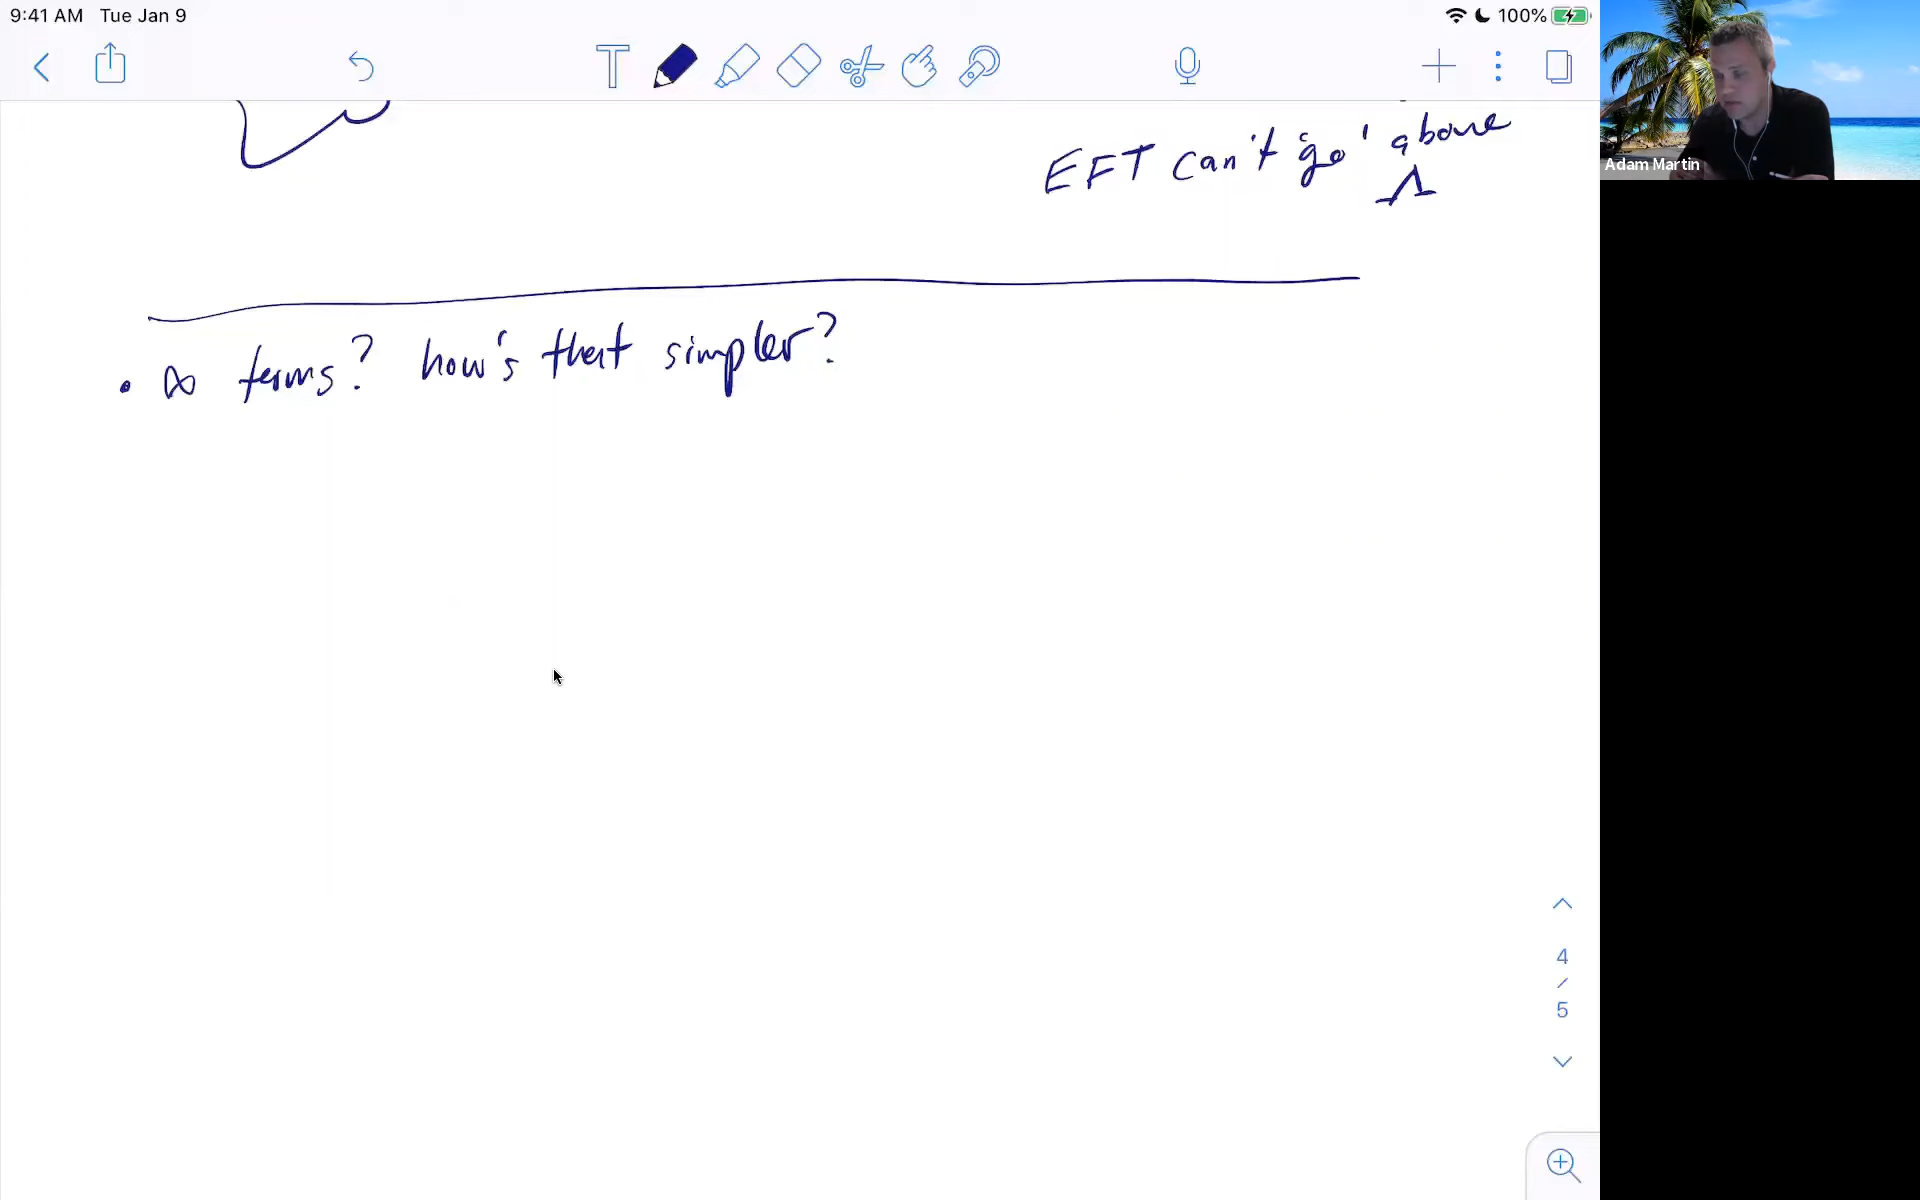 9:41 AM Tue Jan 9
100%
Adam Martin
EFT can't 'go' above
Λ
• ∞ terms? how's that simpler?
4
/
5